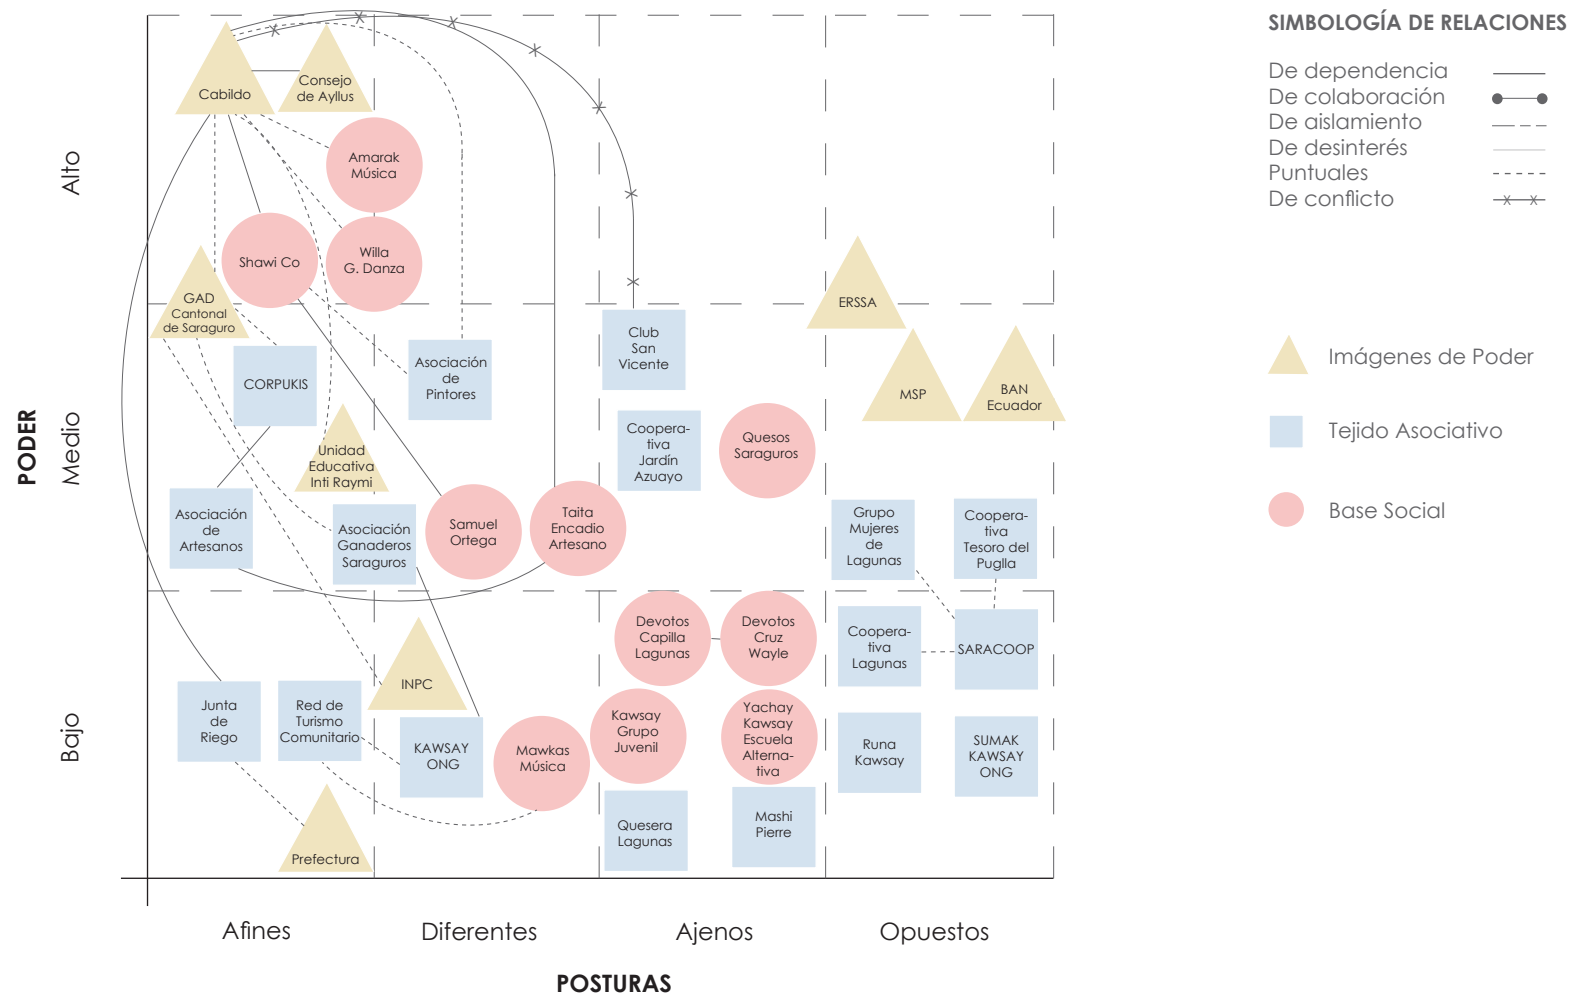 SIMBOLOGÍA DE RELACIONES
De dependencia
De colaboración
De aislamiento
De desinterés
Puntuales
De conflicto
Imágenes de Poder
Tejido Asociativo
Base Social
PODER
Alto
Medio
Bajo
Cabildo
Consejo
de Ayllus
Amarak
Música
Shawi Co
Willa
G. Danza
GAD
Cantonal
de Saraguro
CORPUKIS
Asociación
de
Pintores
Club
San
Vicente
ERSSA
MSP
BAN
Ecuador
Unidad
Educativa
Inti Raymi
Coopera-
tiva
Jardín
Azuayo
Quesos
Saraguros
Asociación
de
Artesanos
Asociación
Ganaderos
Saraguros
Samuel
Ortega
Taita
Encadio
Artesano
Grupo
Mujeres
de
Lagunas
Coopera-
tiva
Tesoro del
Puglla
Devotos
Capilla
Lagunas
Devotos
Cruz
Wayle
Coopera-
tiva
Lagunas
SARACOOP
INPC
Junta
de
Riego
Red de
Turismo
Comunitario
KAWSAY
ONG
Mawkas
Música
Kawsay
Grupo
Juvenil
Yachay
Kawsay
Escuela
Alterna-
tiva
Runa
Kawsay
SUMAK
KAWSAY
ONG
Prefectura
Quesera
Lagunas
Mashi
Pierre
Afines
Diferentes
Ajenos
Opuestos
POSTURAS